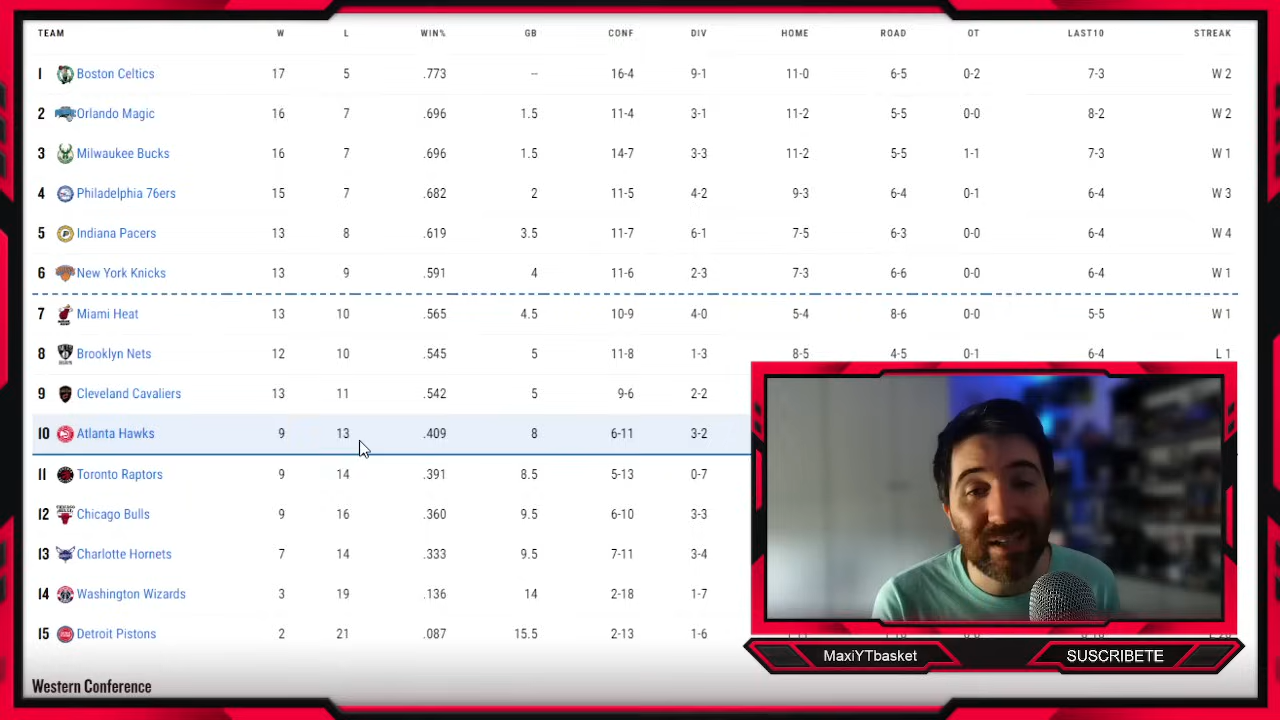 TEAM W L WIN% GB CONF DIV HOME ROAD OT LAST10 STREAK
1 Boston Celtics 17 5 .773 -- 16-4 9-1 11-0 6-5 0-2 7-3 W 2
2 Orlando Magic 16 7 .696 1.5 11-4 3-1 11-2 5-5 0-0 8-2 W 2
3 Milwaukee Bucks 16 7 .696 1.5 14-7 3-3 11-2 5-5 1-1 7-3 W 1
4 Philadelphia 76ers 15 7 .682 2 11-5 4-2 9-3 6-4 0-1 6-4 W 3
5 Indiana Pacers 13 8 .619 3.5 11-7 6-1 7-5 6-3 0-0 6-4 W 4
6 New York Knicks 13 9 .591 4 11-6 2-3 7-3 6-6 0-0 6-4 W 1
7 Miami Heat 13 10 .565 4.5 10-9 4-0 5-4 8-6 0-0 5-5 W 1
8 Brooklyn Nets 12 10 .545 5 11-8 1-3 8-5 4-5 0-1 6-4 L 1
9 Cleveland Cavaliers 13 11 .542 5 9-6 2-2
10 Atlanta Hawks 9 13 .409 8 6-11 3-2
11 Toronto Raptors 9 14 .391 8.5 5-13 0-7
12 Chicago Bulls 9 16 .360 9.5 6-10 3-3
13 Charlotte Hornets 7 14 .333 9.5 7-11 3-4
14 Washington Wizards 3 19 .136 14 2-18 1-7
15 Detroit Pistons 2 21 .087 15.5 2-13 1-6
MaxiYTbasket SUSCRIBETE
Western Conference